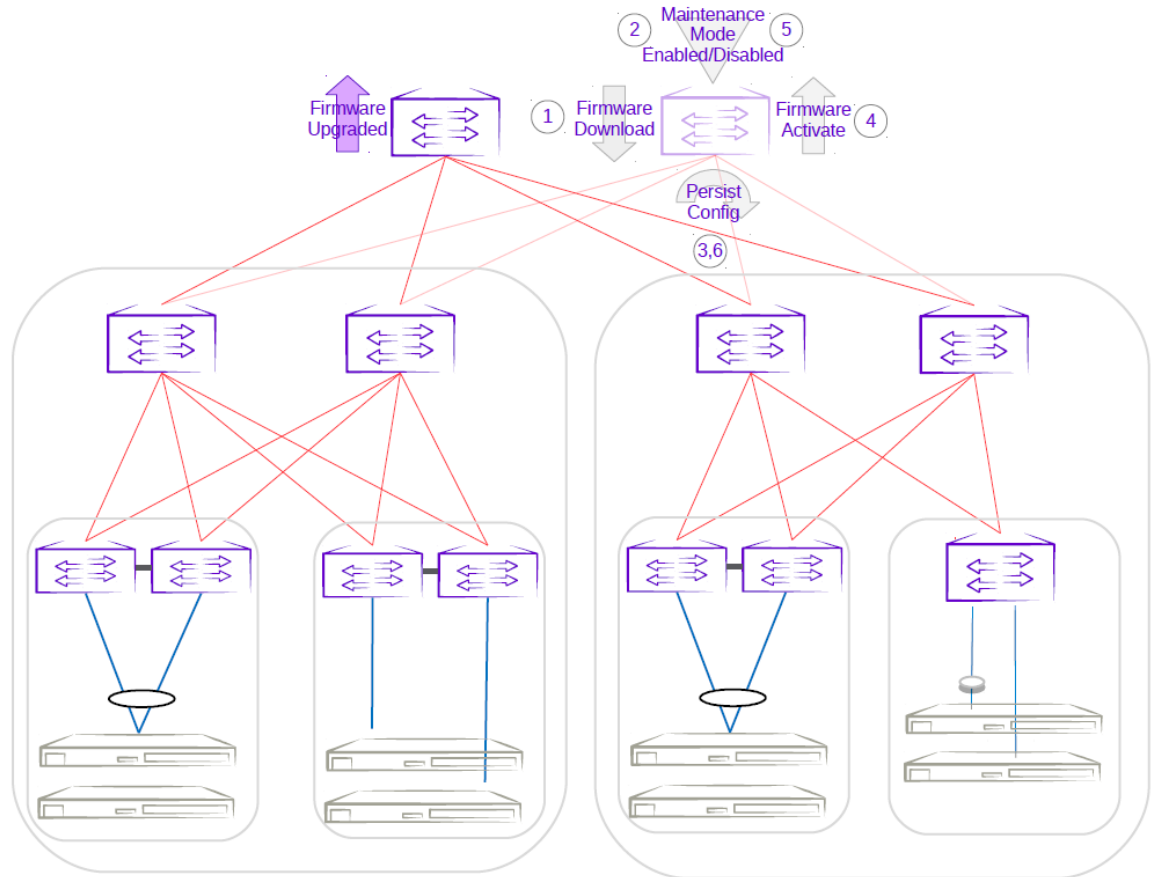 2
Maintenance
Mode
Enabled/Disabled
5
Firmware
Upgraded
1
Firmware
Download
Firmware
Activate
4
Persist
Config
3,6